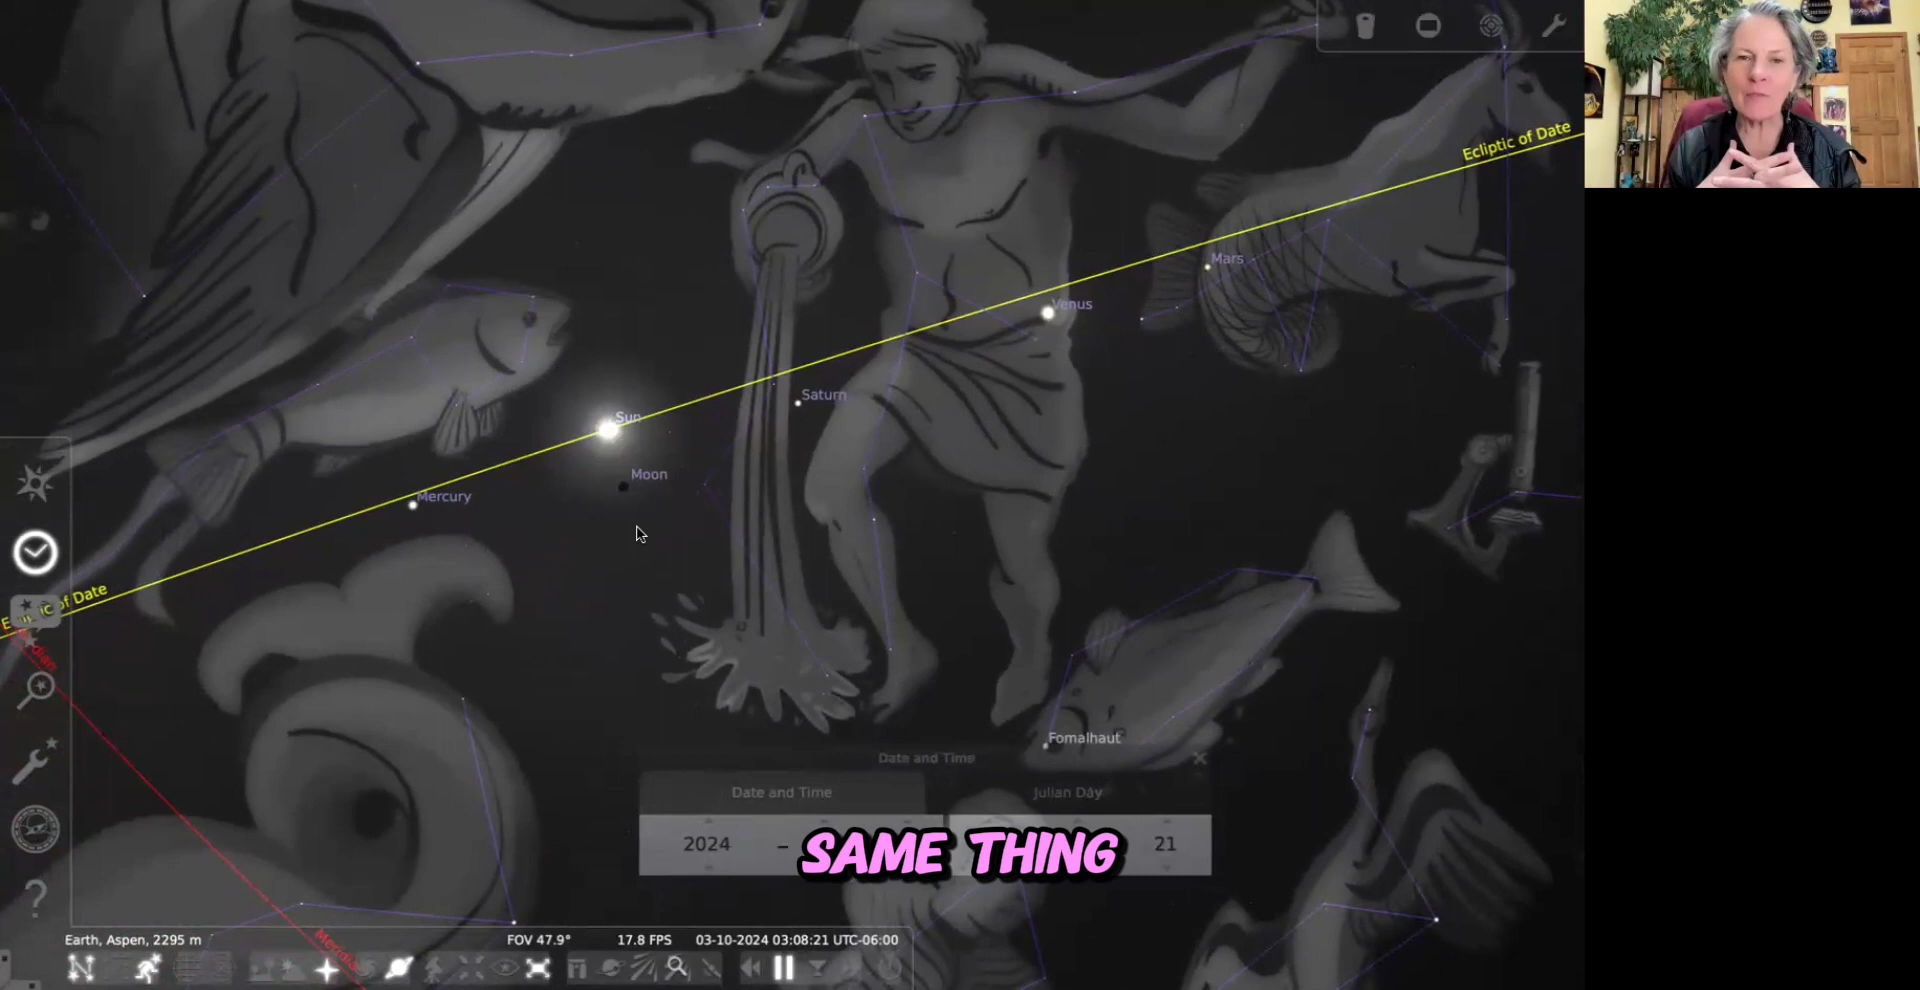 Ecliptic of Date
Mars
Venus
Saturn
Sun
Moon
Mercury
Fomalhaut
Date and Time
Date and Time
Julian Day
2024
–
21
SAME THING
Earth, Aspen, 2295 m
FOV 47.9°
17.8 FPS
03-10-2024 03:08:21 UTC-06:00